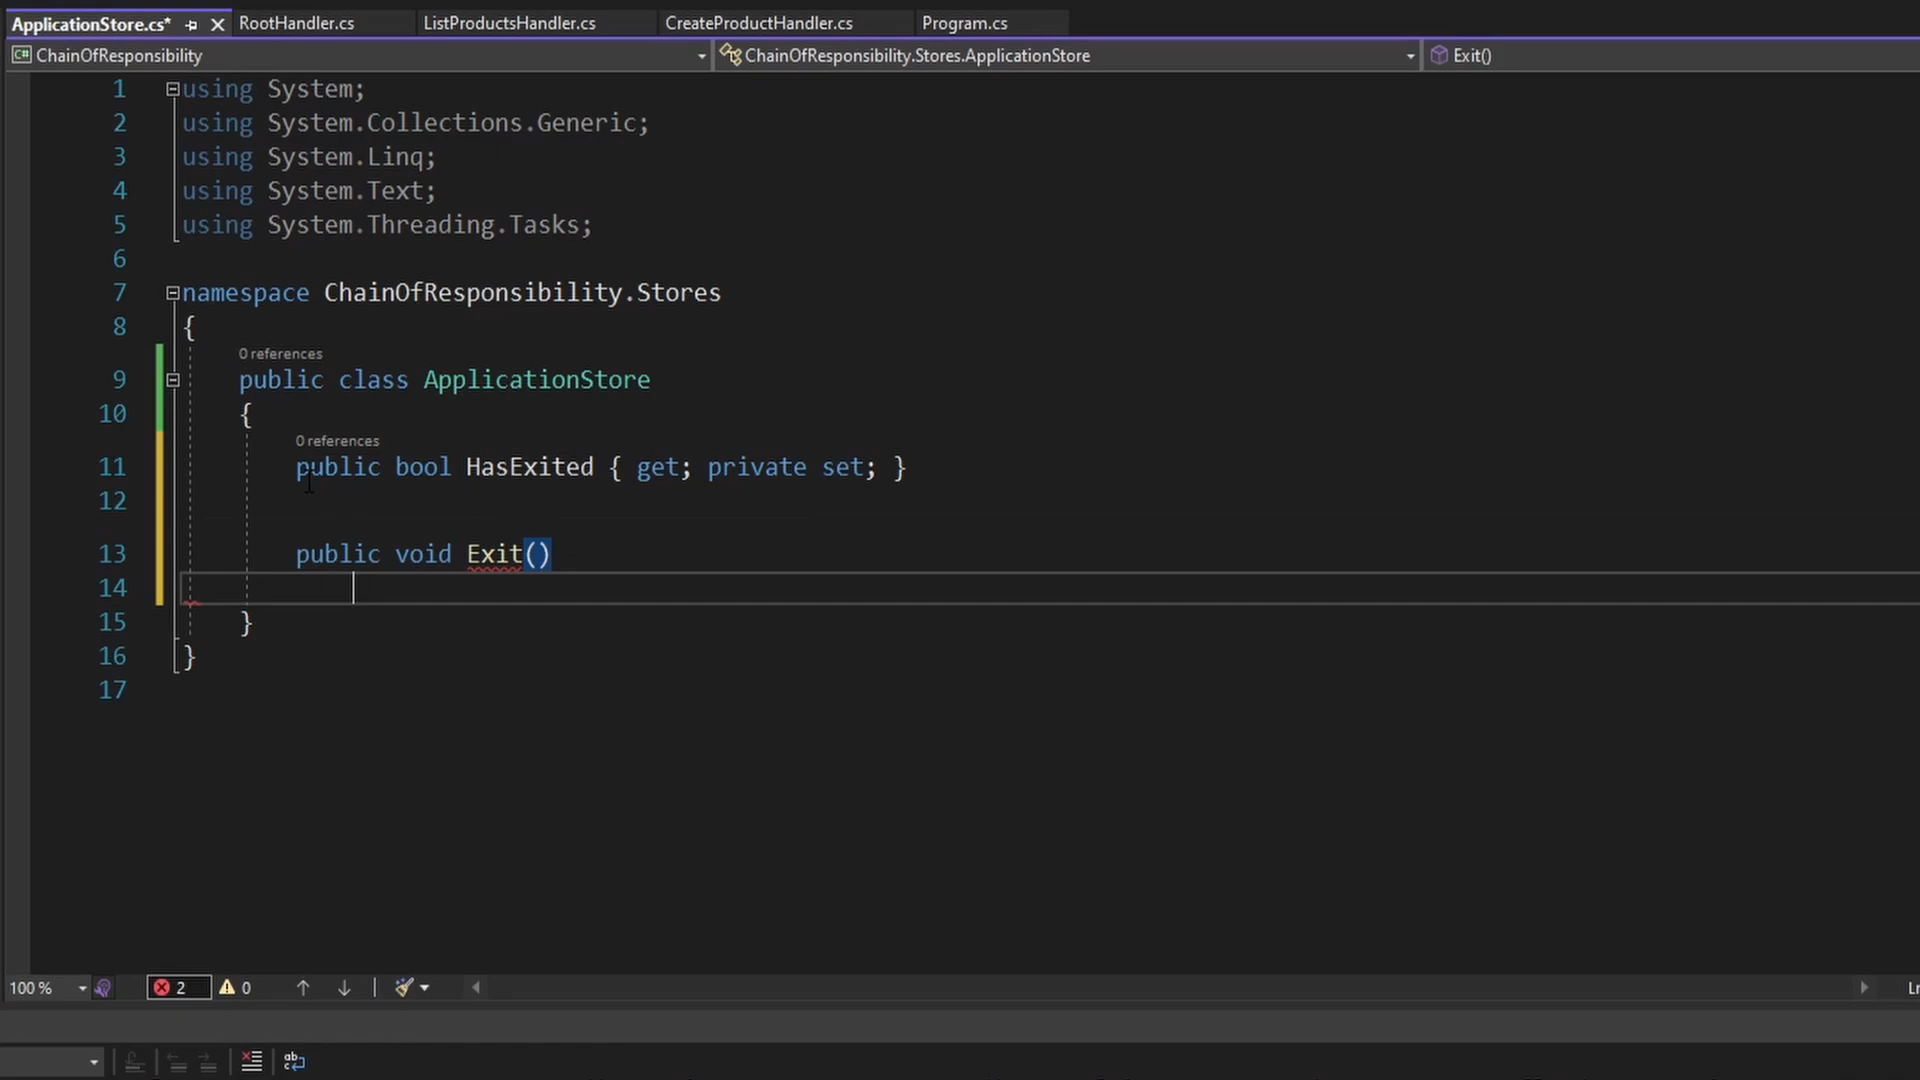 ApplicationStore.cs*
RootHandler.cs
ListProductsHandler.cs
CreateProductHandler.cs
Program.cs
C# ChainOfResponsibility
ChainOfResponsibility.Stores.ApplicationStore
Exit()
1 using System;
2 using System.Collections.Generic;
3 using System.Linq;
4 using System.Text;
5 using System.Threading.Tasks;
6
7 namespace ChainOfResponsibility.Stores
8 {
0 references
9 public class ApplicationStore
10 {
0 references
11 public bool HasExited { get; private set; }
12
13 public void Exit()
14
15 }
16 }
17
100 %
2
0